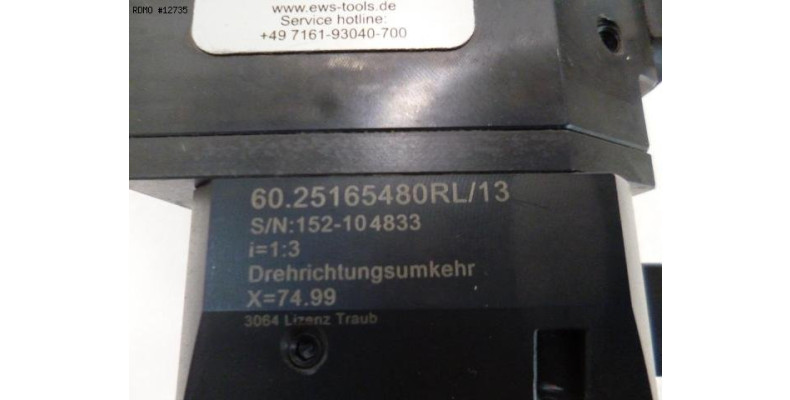 RDMO #12735
www.ews-tools.de
Service hotline:
+49 7161-93040-700
60.25165480RL/13
S/N:152-104833
i=1:3
Drehrichtungsumkehr
X=74.99
3064 Lizenz Traub